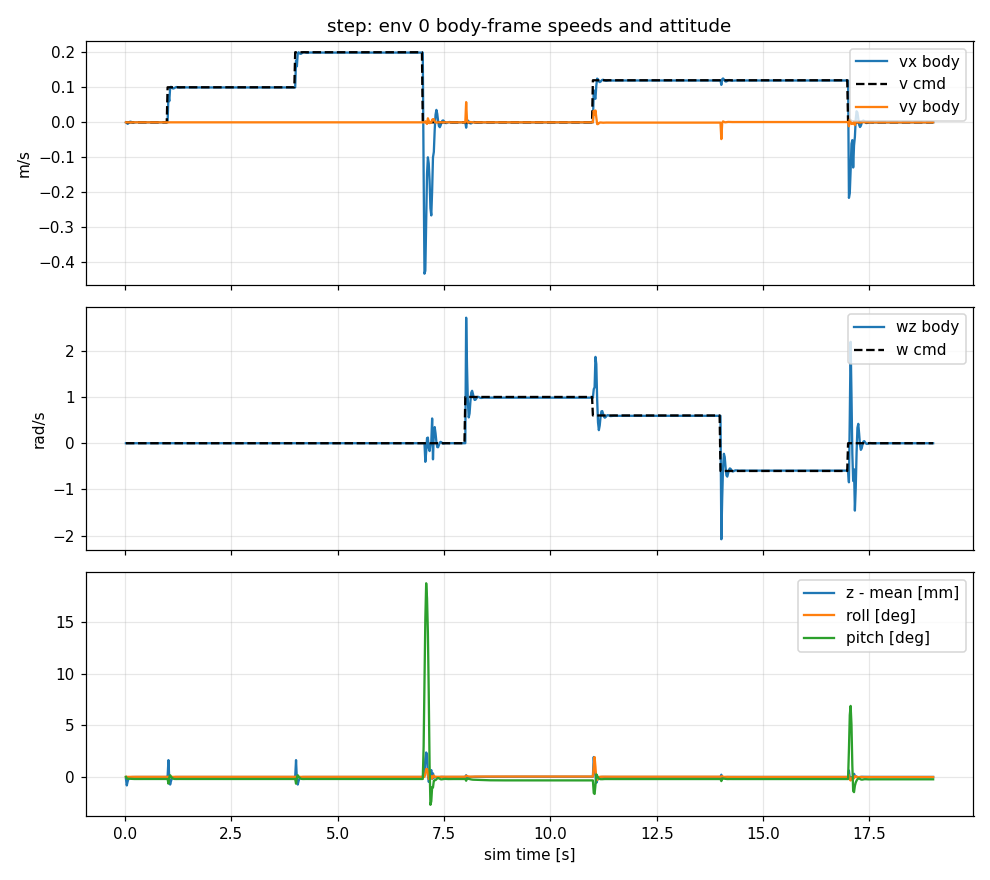 step: env 0 body-frame speeds and attitude
0.2
0.1
0.0
−0.1
−0.2
−0.3
−0.4
m/s
vx body
v cmd
vy body
2
1
0
−1
−2
rad/s
wz body
w cmd
15
10
5
0
z - mean [mm]
roll [deg]
pitch [deg]
0.0 2.5 5.0 7.5 10.0 12.5 15.0 17.5
sim time [s]